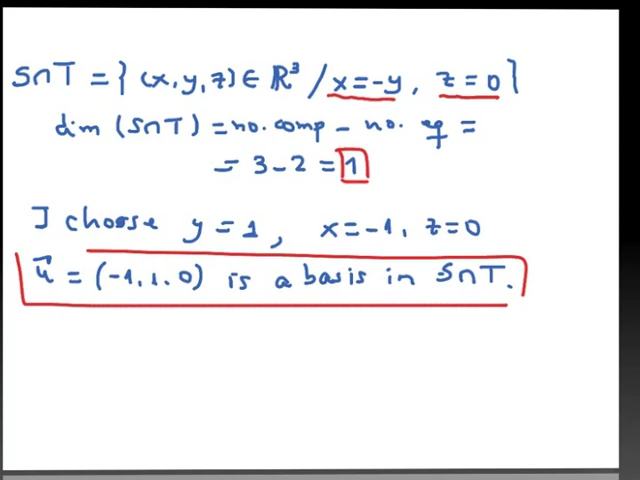 S∩T = { (x,y,z) ∈ ℝ³ / x=-y, z=0}
dim (S∩T) = no. comp - no. eq =
= 3-2 = 1
I choose y=1, x=-1, z=0
u⃗ = (-1,1,0) is a basis in S∩T.